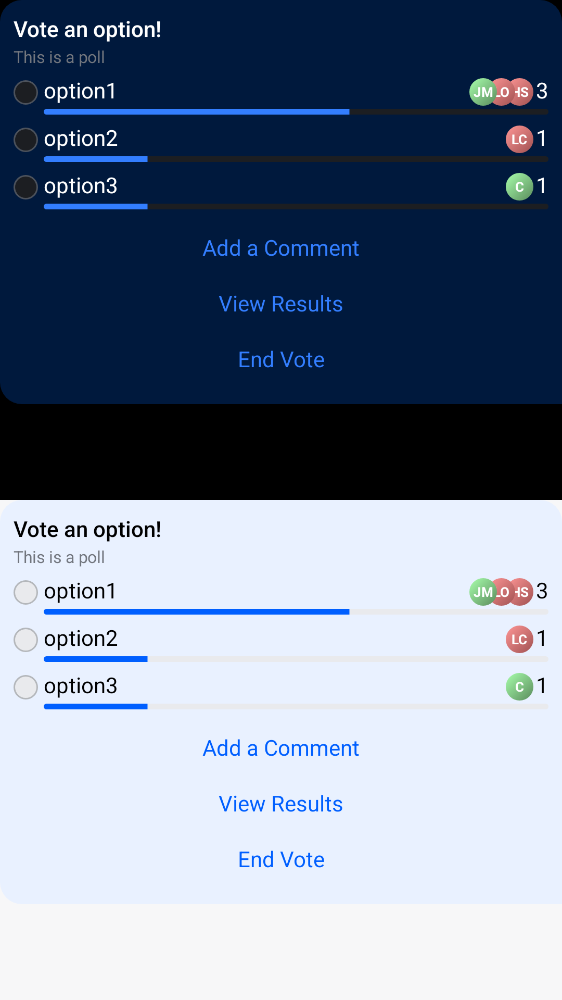 Vote an option!
This is a poll
option1 JM LO HS 3
option2 LC 1
option3 C 1
Add a Comment
View Results
End Vote
Vote an option!
This is a poll
option1 JM LO HS 3
option2 LC 1
option3 C 1
Add a Comment
View Results
End Vote